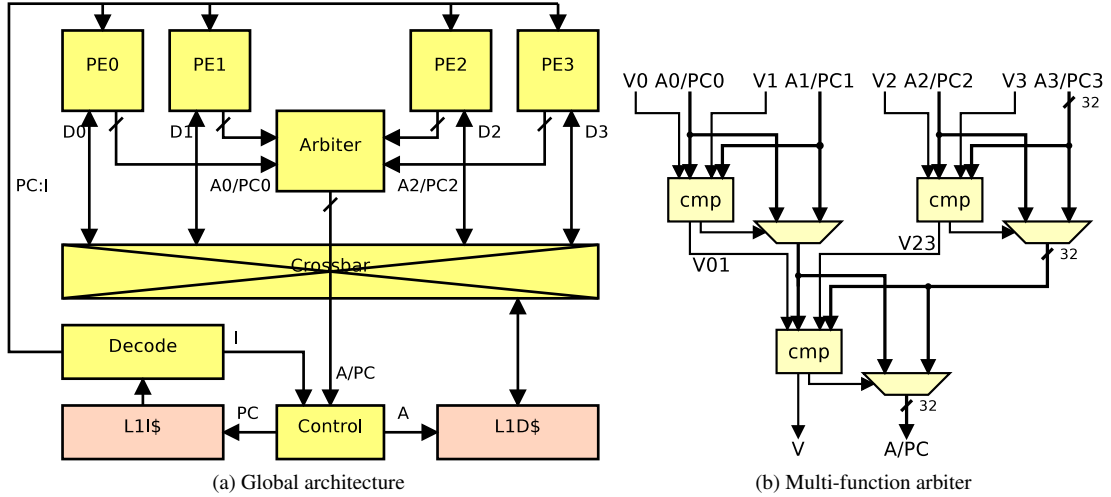 PE0
PE1
PE2
PE3
D0
D1
D2
D3
Arbiter
PC:I
A0/PC0
A2/PC2
Crossbar
Decode
I
A/PC
L1I$
PC
Control
A
L1D$
(a) Global architecture
V0 A0/PC0 V1 A1/PC1 V2 A2/PC2 V3 A3/PC3
32
cmp
cmp
V01
V23
32
cmp
32
V
A/PC
(b) Multi-function arbiter